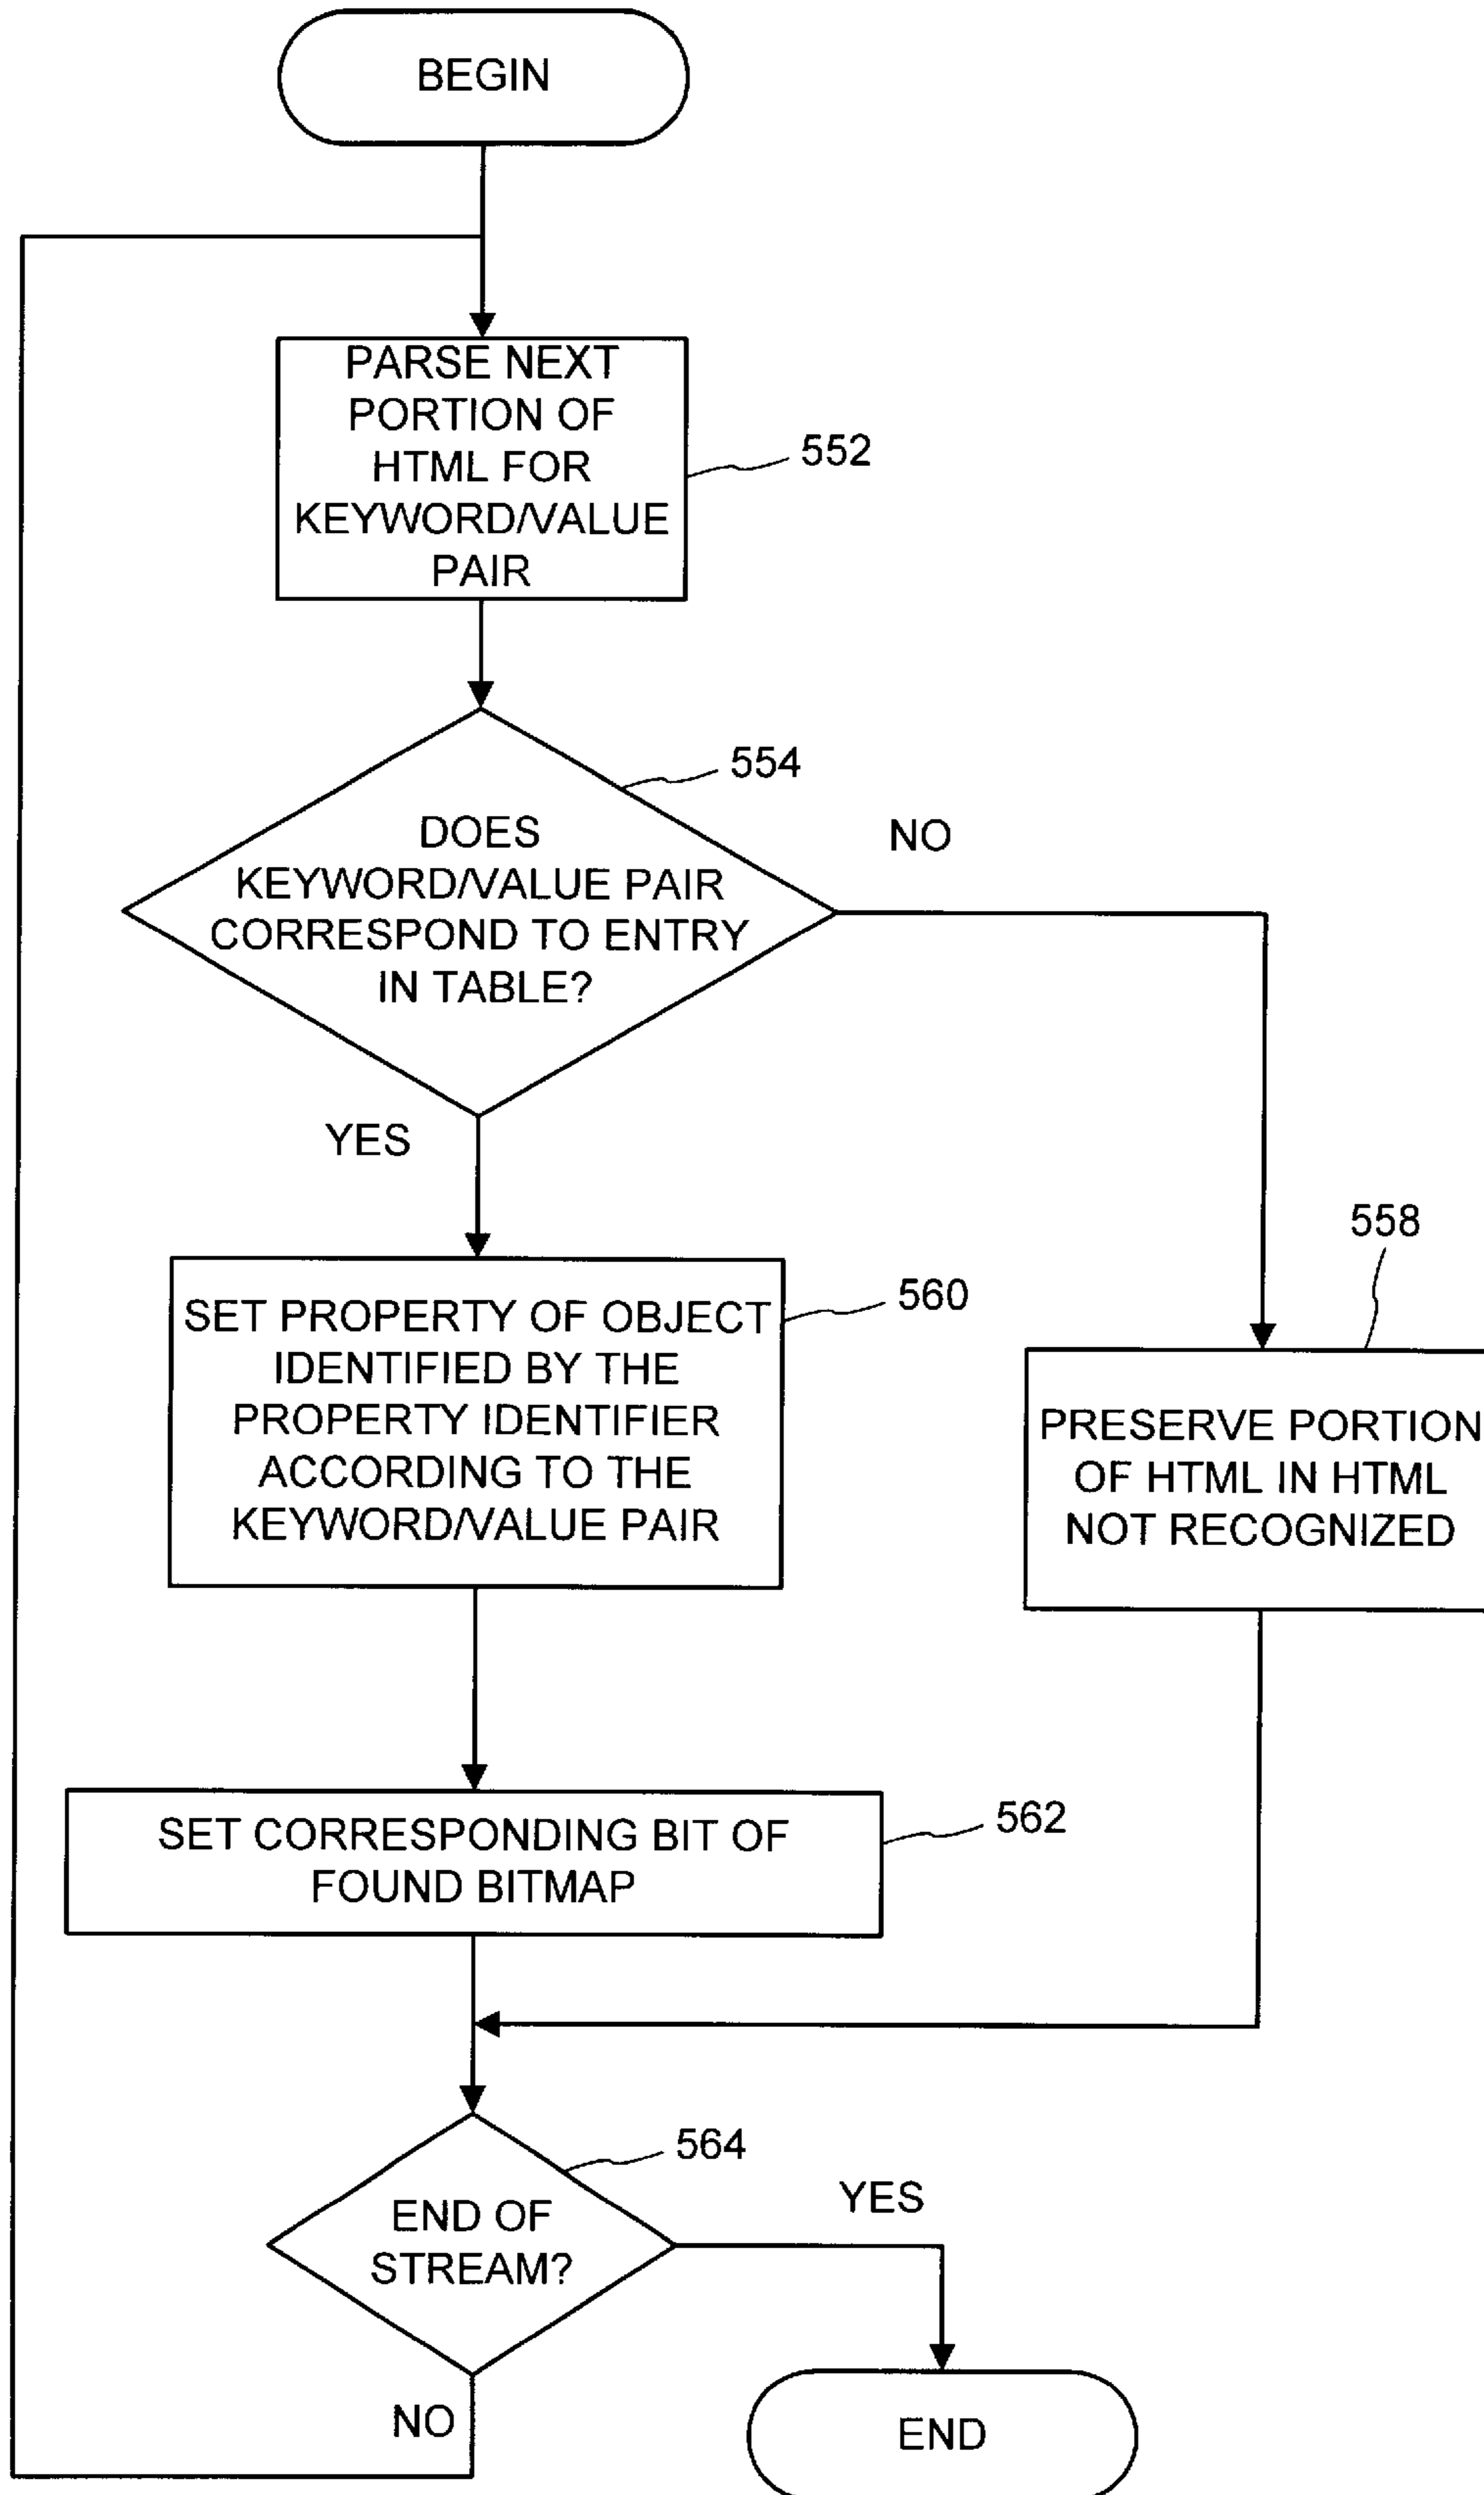 BEGIN
PARSE NEXT
PORTION OF
HTML FOR
KEYWORD/VALUE
PAIR
552
554
DOES
KEYWORD/VALUE PAIR
CORRESPOND TO ENTRY
IN TABLE?
NO
YES
558
560
SET PROPERTY OF OBJECT
IDENTIFIED BY THE
PROPERTY IDENTIFIER
ACCORDING TO THE
KEYWORD/VALUE PAIR
PRESERVE PORTION
OF HTML IN HTML
NOT RECOGNIZED
562
SET CORRESPONDING BIT OF
FOUND BITMAP
564
END OF
STREAM?
YES
NO
END